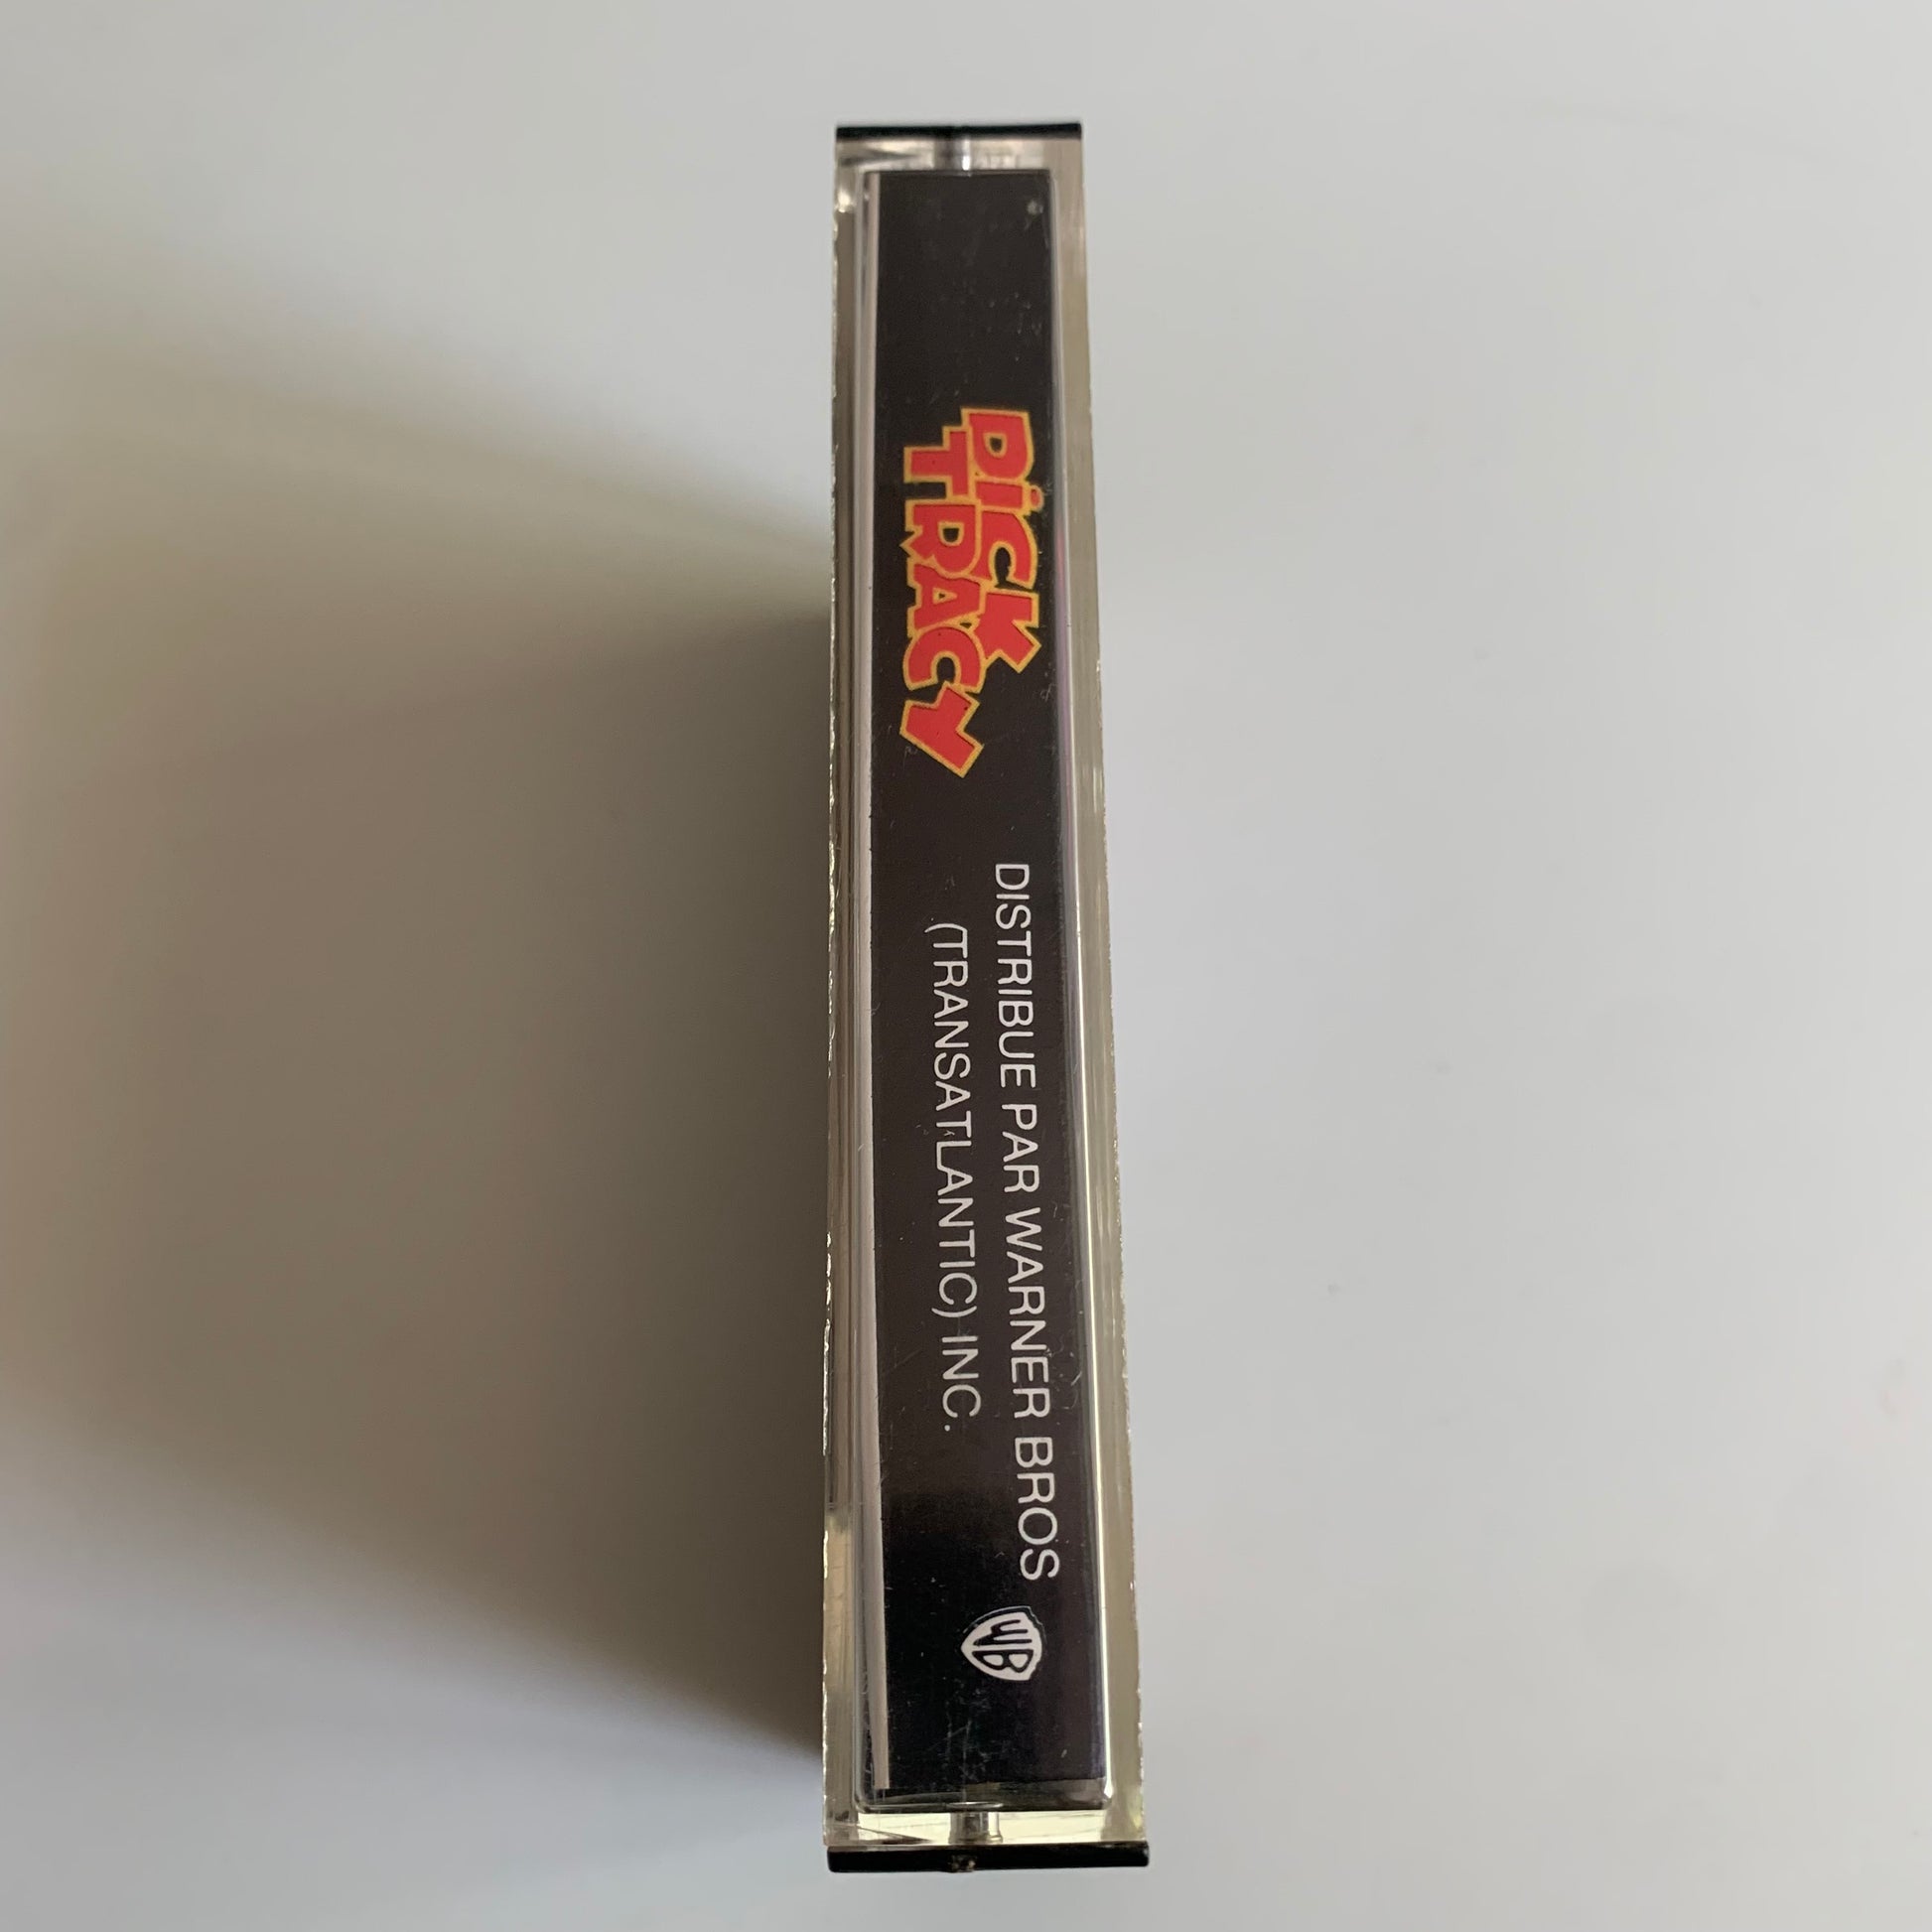 DiCK
TRACY
DISTRIBUE PAR WARNER BROS
(TRANSATLANTIC) INC.
WB